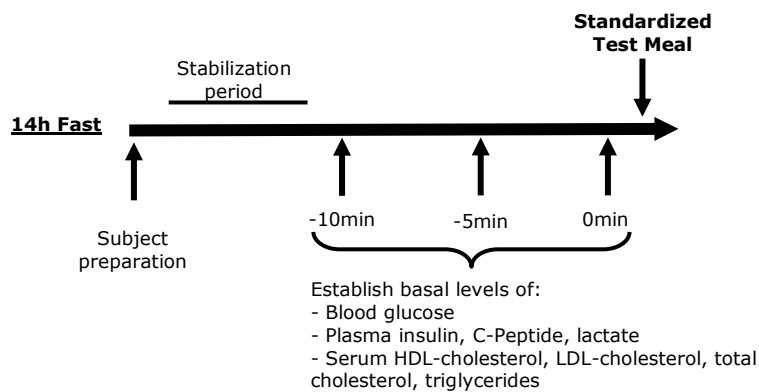 Standardized
Test Meal
Stabilization
period
14h Fast
-10min
-5min
0min
Subject
preparation
Establish basal levels of:
- Blood glucose
- Plasma insulin, C-Peptide, lactate
- Serum HDL-cholesterol, LDL-cholesterol, total
cholesterol, triglycerides